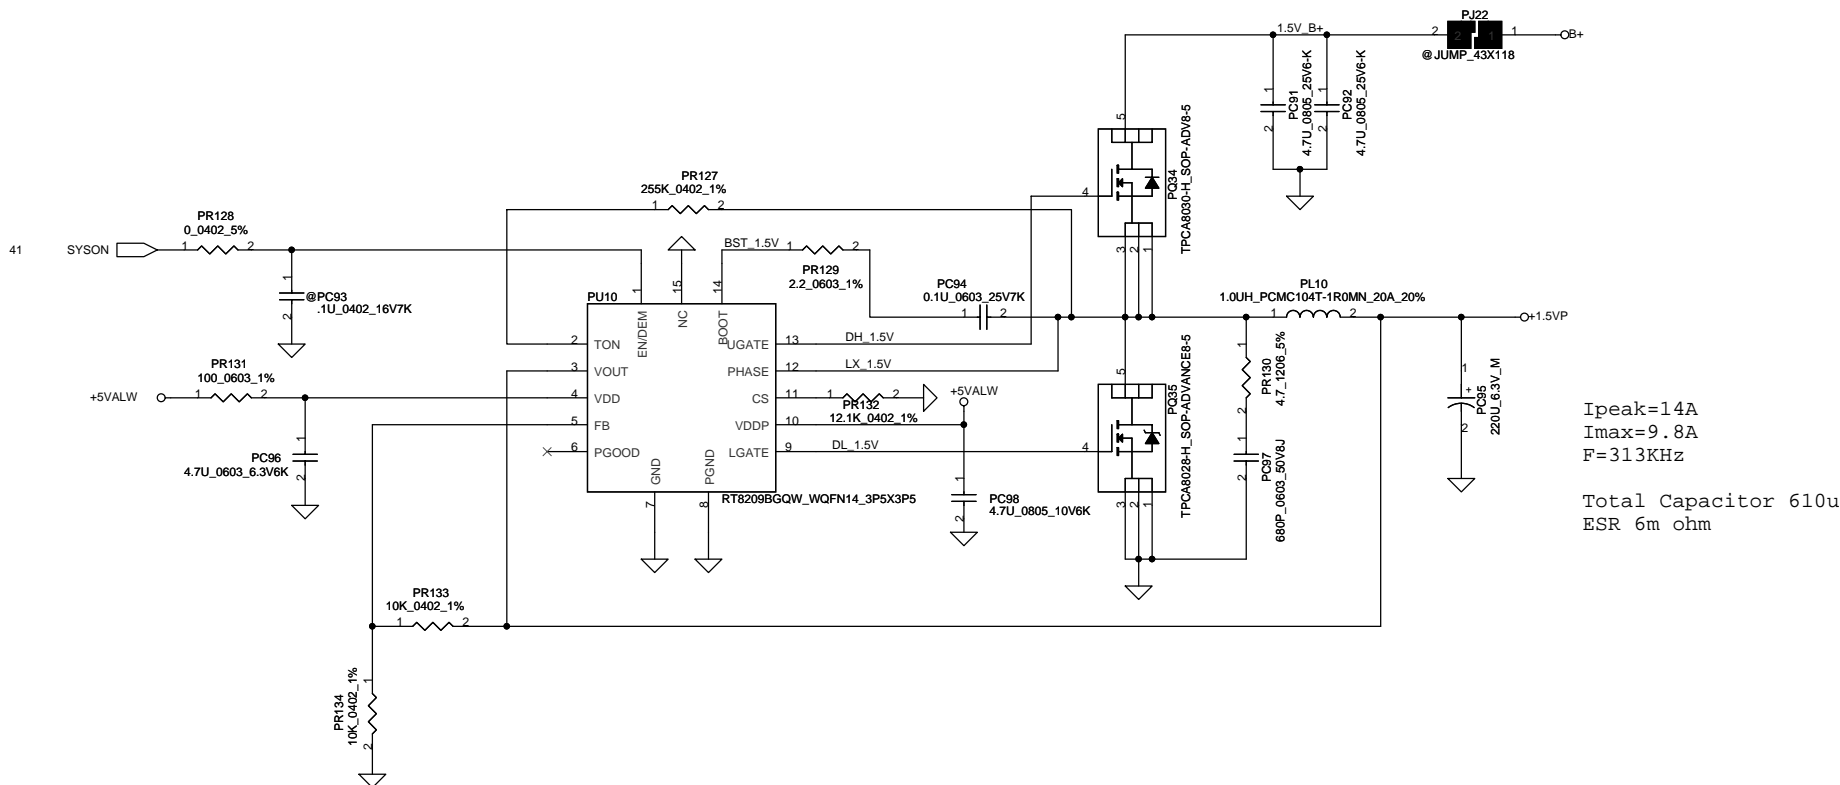 PJ22
1.5V_B+
2
2
1
1
B+
@JUMP_43X118
1
PC91
2
4.7U_0805_25V6-K
1
PC92
2
4.7U_0805_25V6-K
5
4
PQ34
TPCA8030-H_SOP-ADV8-5
3
2
1
PR127
255K_0402_1%
1
2
PR128
0_0402_5%
41
SYSON
1
2
BST_1.5V
1
2
PR129
2.2_0603_1%
1
@PC93
.1U_0402_16V7K
2
PC94
0.1U_0603_25V7K
1
2
PL10
1.0UH_PCMC104T-1R0MN_20A_20%
1
2
+1.5VP
PU10
1
EN/DEM
15
NC
14
BOOT
2
TON
3
VOUT
4
VDD
5
FB
6
PGOOD
UGATE
13
DH_1.5V
PHASE
12
LX_1.5V
CS
11
1
2
PR132
12.1K_0402_1%
VDDP
10
+5VALW
LGATE
9
DL_1.5V
GND
7
PGND
8
RT8209BGQW_WQFN14_3P5X3P5
PR131
100_0603_1%
+5VALW
1
2
1
PC96
4.7U_0603_6.3V6K
2
1
PC98
4.7U_0805_10V6K
2
5
4
PQ35
TPCA8028-H_SOP-ADVANCE8-5
3
2
1
1
PR130
4.7_1206_5%
2
1
PC97
680P_0603_50V8J
2
1
+
PC95
220U_6.3V_M
2
Ipeak=14A
Imax=9.8A
F=313KHz
Total Capacitor 610u
ESR 6m ohm
PR133
10K_0402_1%
1
2
1
PR134
10K_0402_1%
2